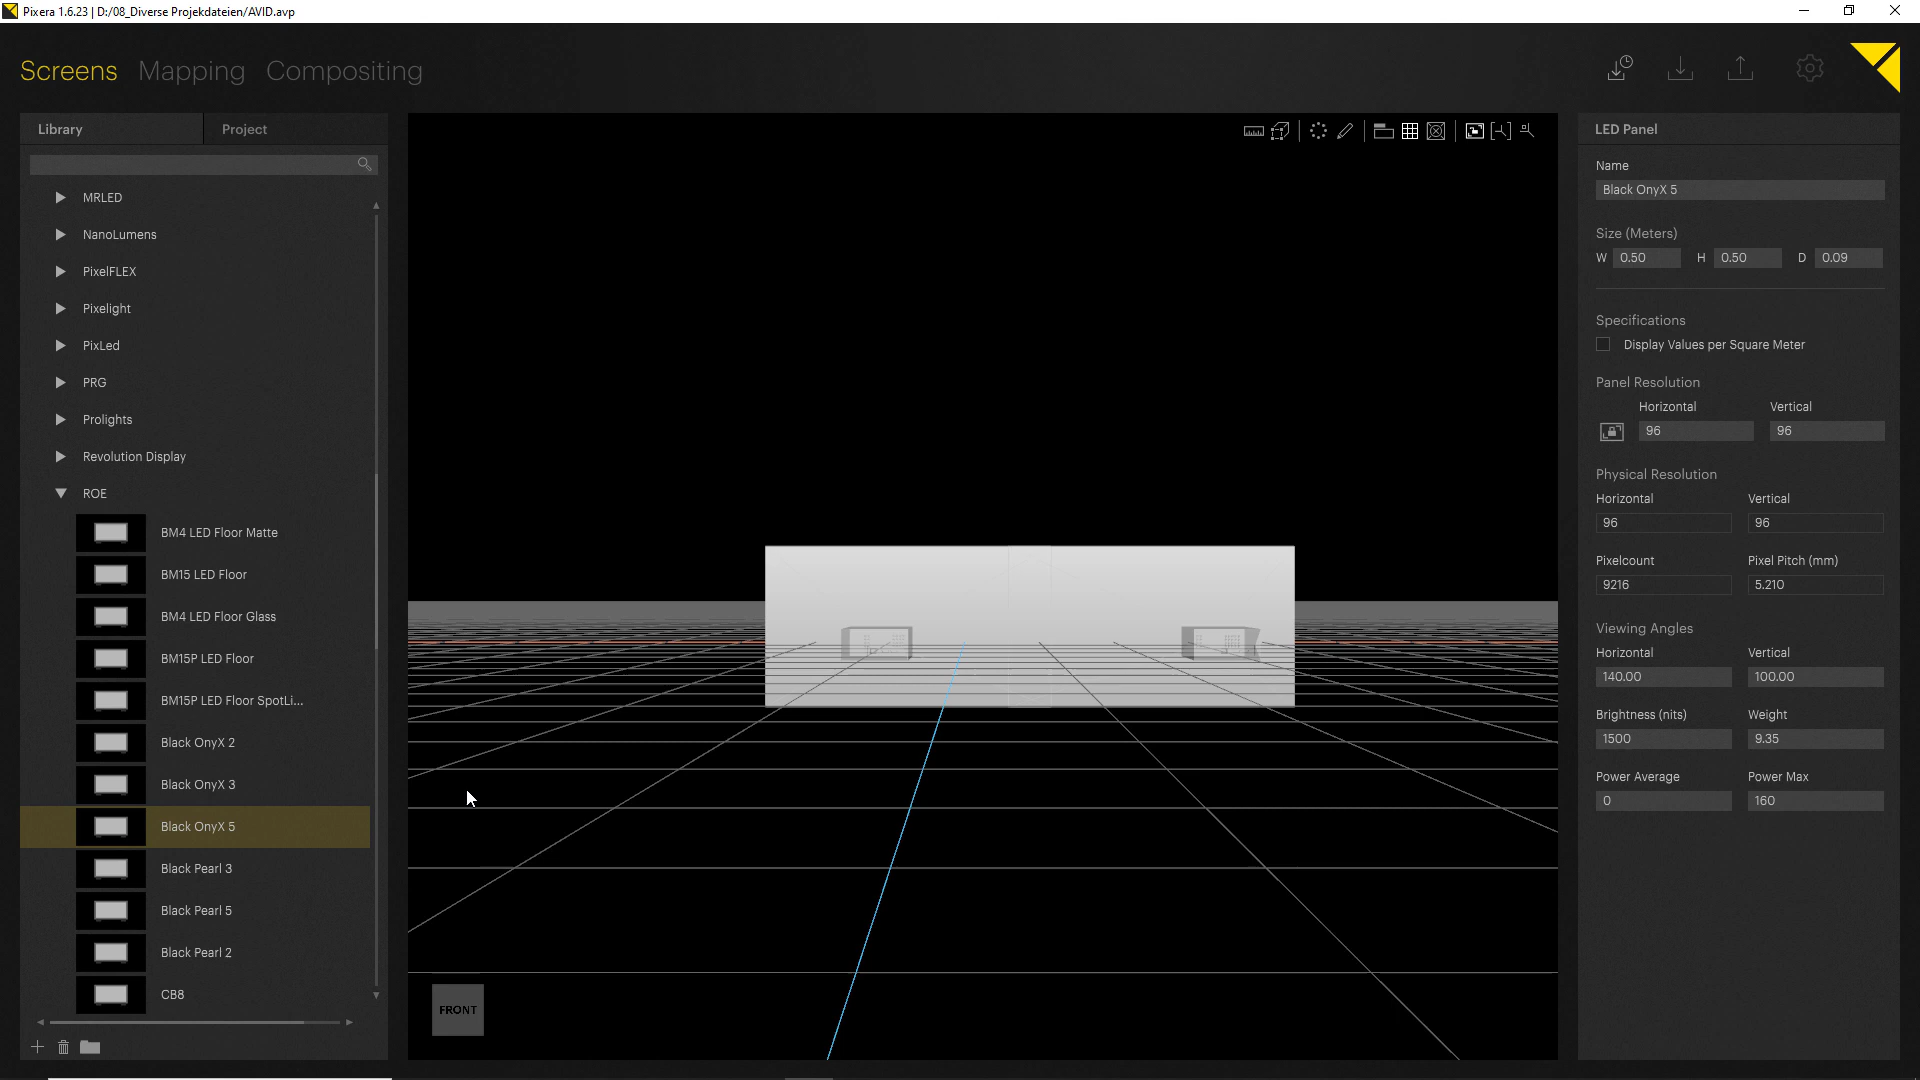 Pixera 1.6.23 | D:/08_Diverse Projekdateien/AVID.avp
Screens Mapping Compositing
Library Project
MRLED
NanoLumens
PixelFLEX
Pixelight
PixLed
PRG
Prolights
Revolution Display
ROE
BM4 LED Floor Matte
BM15 LED Floor
BM4 LED Floor Glass
BM15P LED Floor
BM15P LED Floor SpotLi...
Black OnyX 2
Black OnyX 3
Black OnyX 5
Black Pearl 3
Black Pearl 5
Black Pearl 2
CB8
FRONT
LED Panel
Name
Black OnyX 5
Size (Meters)
W 0.50 H 0.50 D 0.09
Specifications
Display Values per Square Meter
Panel Resolution
Horizontal Vertical
96 96
Physical Resolution
Horizontal Vertical
96 96
Pixelcount Pixel Pitch (mm)
9216 5.210
Viewing Angles
Horizontal Vertical
140.00 100.00
Brightness (nits) Weight
1500 9.35
Power Average Power Max
0 160